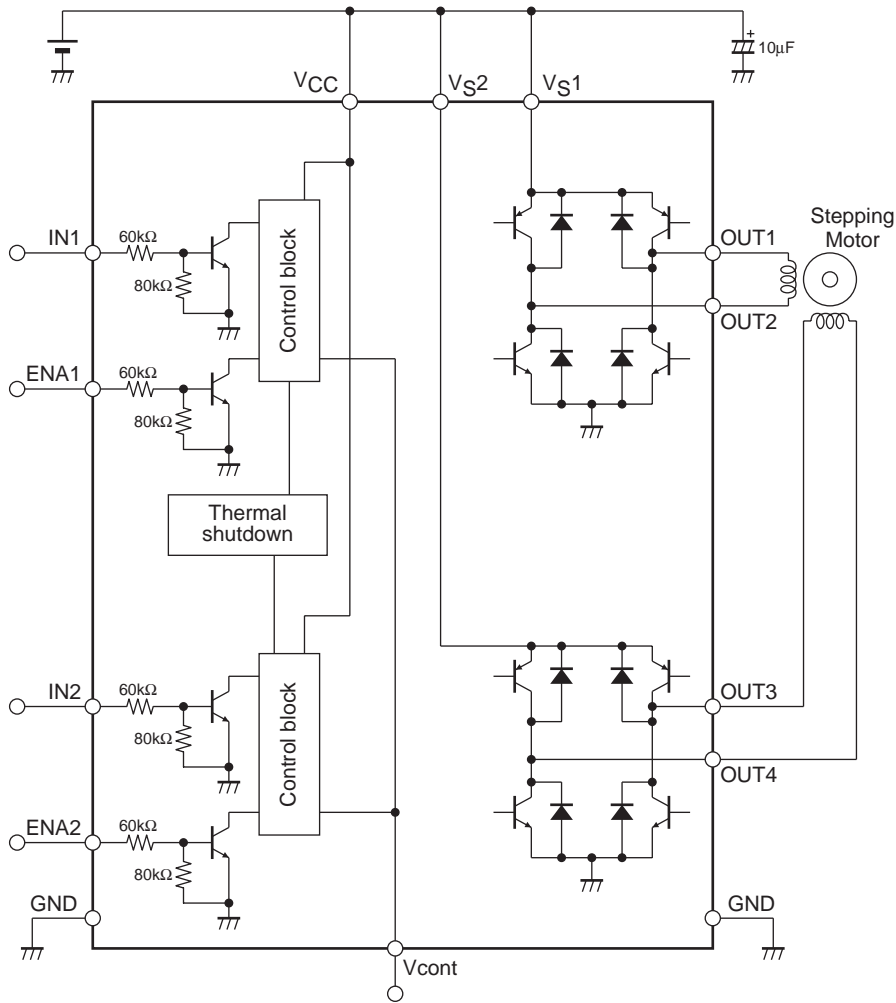 +
10μF
VCC
VS2
VS1
IN1
60kΩ
80kΩ
Control block
OUT1
Stepping
Motor
OUT2
ENA1
60kΩ
80kΩ
Thermal
shutdown
IN2
60kΩ
80kΩ
Control block
OUT3
OUT4
ENA2
60kΩ
80kΩ
GND
GND
Vcont